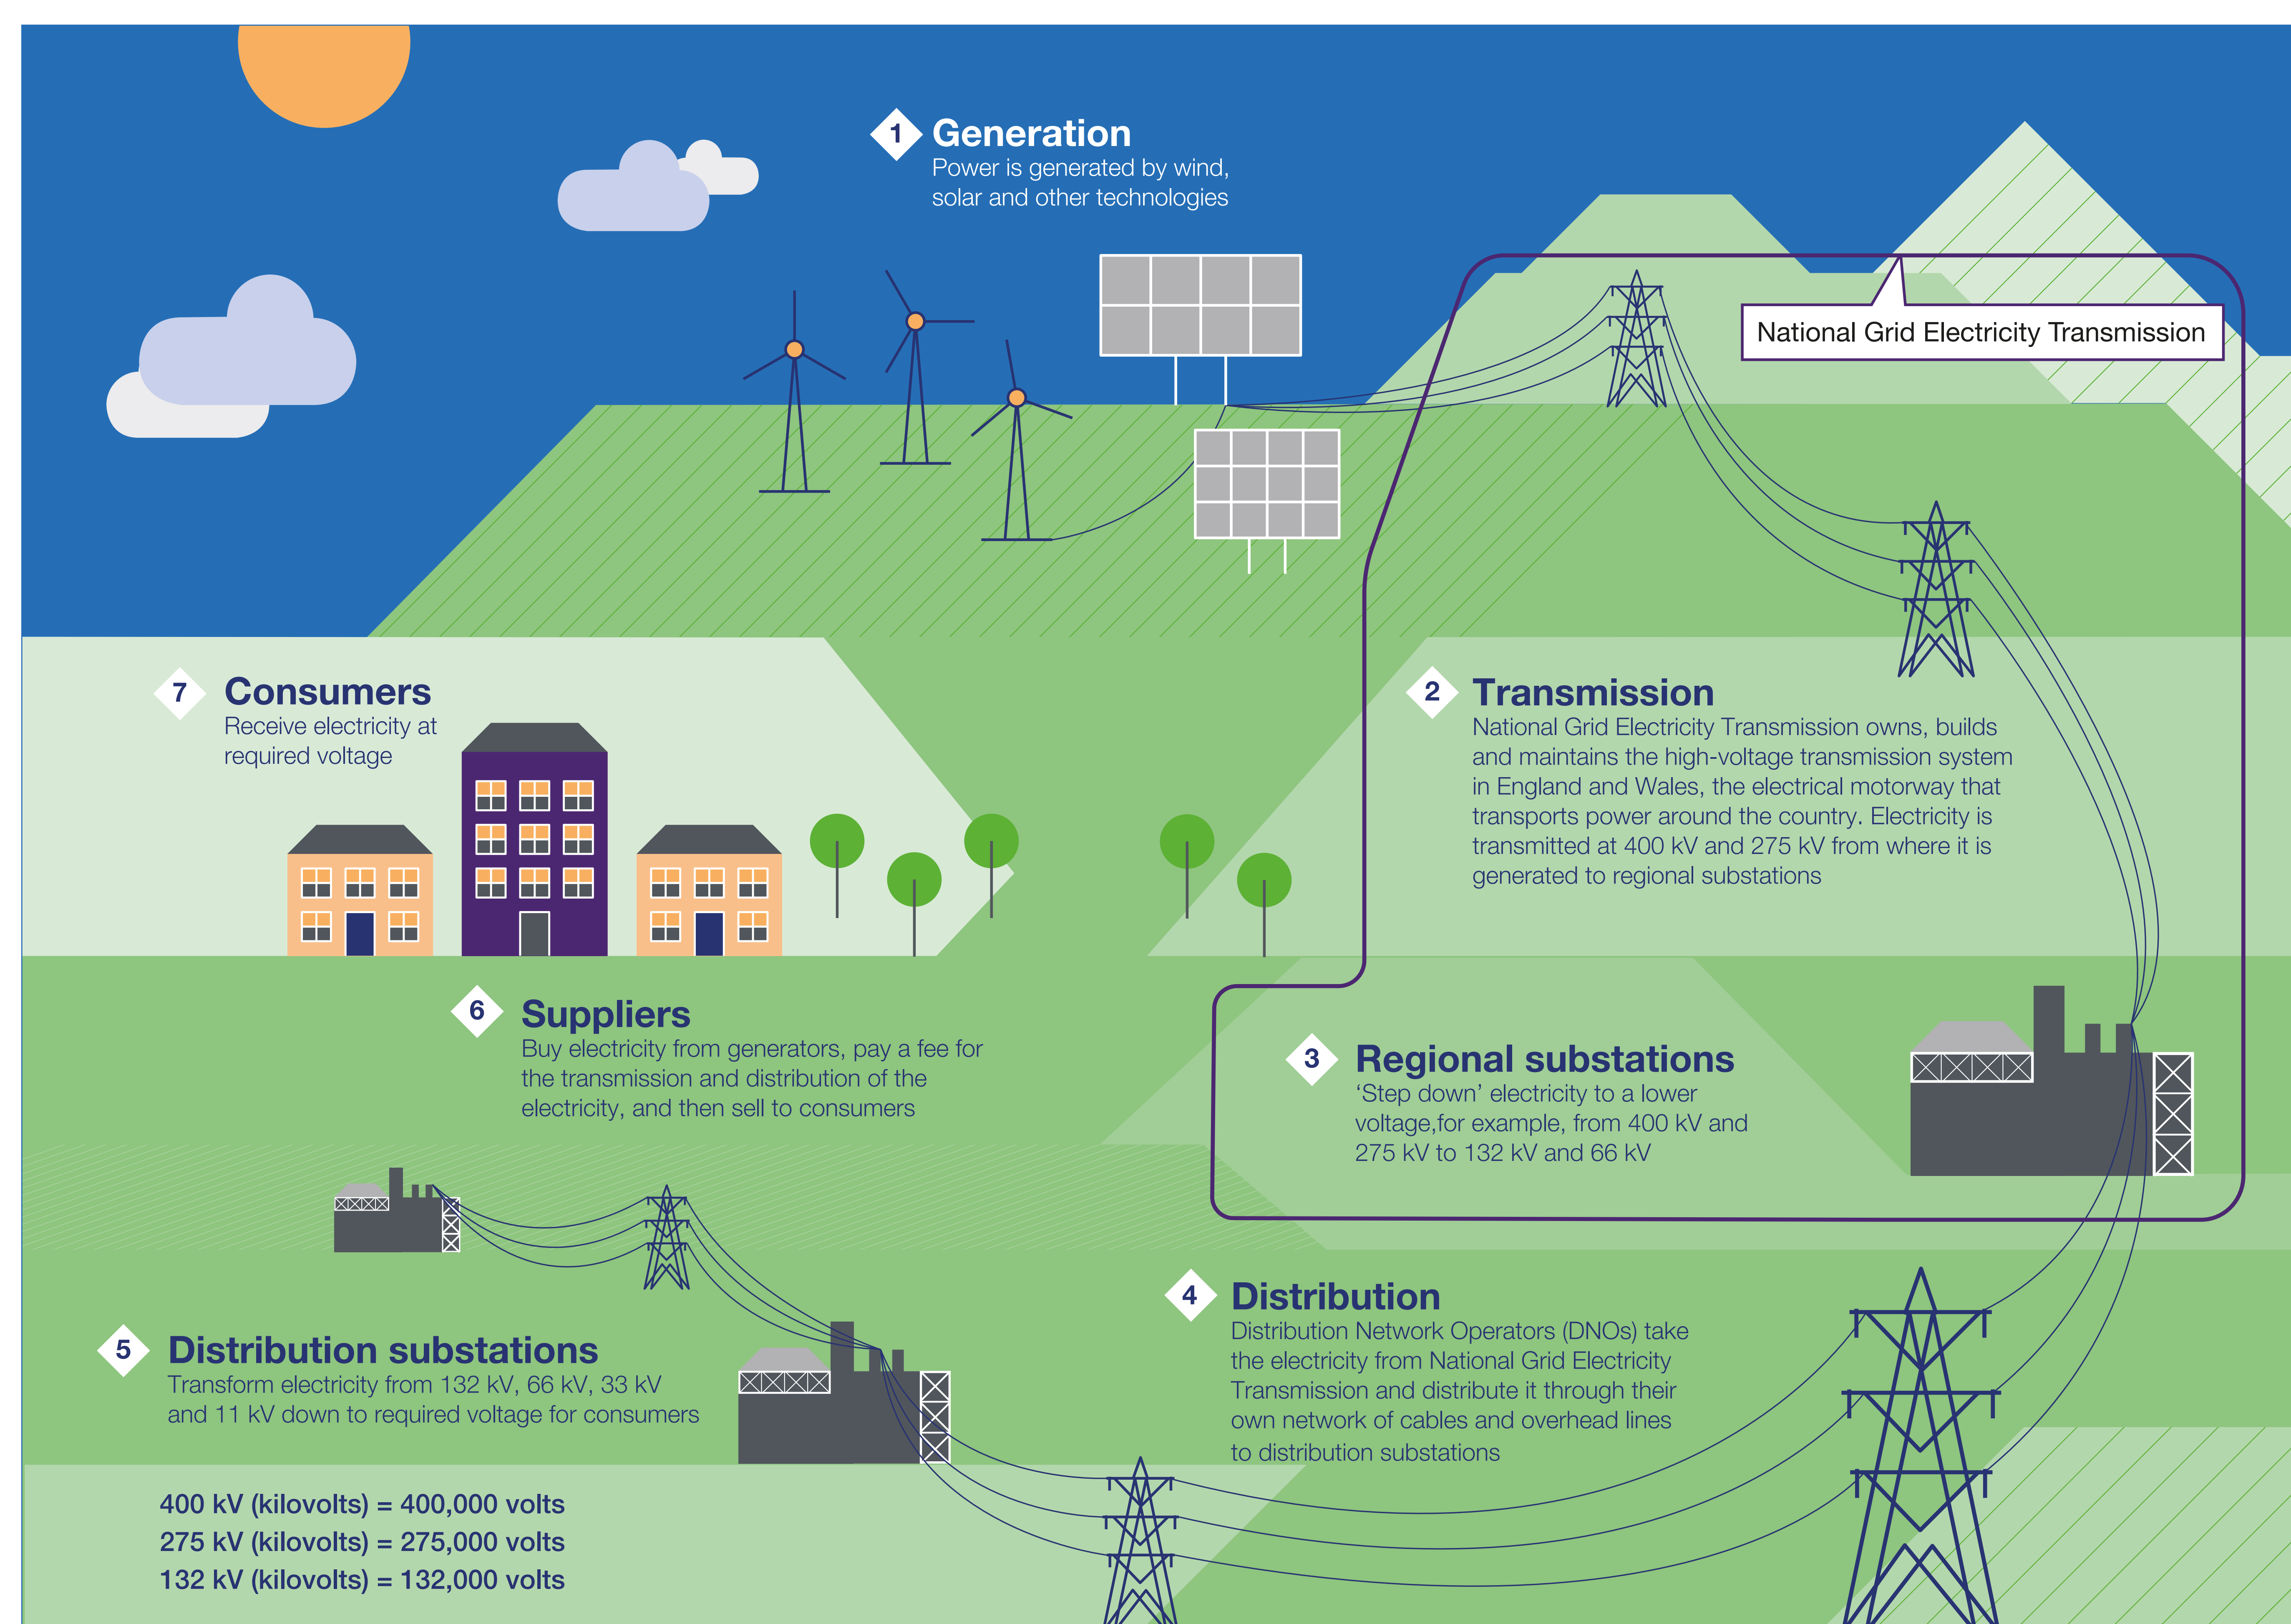 1
Generation
Power is generated by wind,
solar and other technologies
National Grid Electricity Transmission
2
Transmission
National Grid Electricity Transmission owns, builds
and maintains the high-voltage transmission system
in England and Wales, the electrical motorway that
transports power around the country. Electricity is
transmitted at 400 kV and 275 kV from where it is
generated to regional substations
3
Regional substations
‘Step down’ electricity to a lower
voltage,for example, from 400 kV and
275 kV to 132 kV and 66 kV
4
Distribution
Distribution Network Operators (DNOs) take
the electricity from National Grid Electricity
Transmission and distribute it through their
own network of cables and overhead lines
to distribution substations
5
Distribution substations
Transform electricity from 132 kV, 66 kV, 33 kV
and 11 kV down to required voltage for consumers
6
Suppliers
Buy electricity from generators, pay a fee for
the transmission and distribution of the
electricity, and then sell to consumers
7
Consumers
Receive electricity at
required voltage
400 kV (kilovolts) = 400,000 volts
275 kV (kilovolts) = 275,000 volts
132 kV (kilovolts) = 132,000 volts